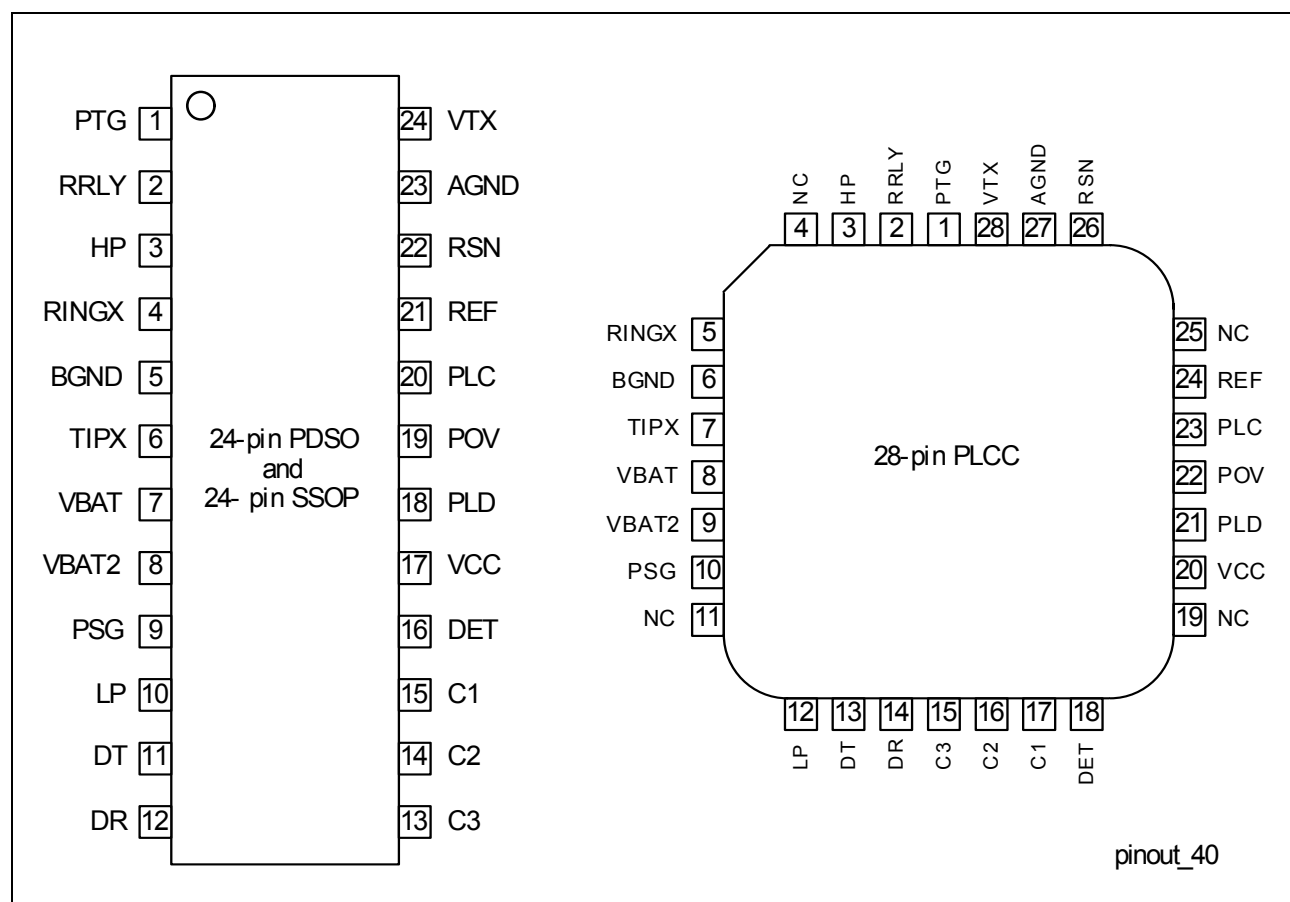 PTG 1
RRLY 2
HP 3
RINGX 4
BGND 5
TIPX 6
VBAT 7
VBAT2 8
PSG 9
LP 10
DT 11
DR 12
24-pin PDSO
and
24- pin SSOP
24 VTX
23 AGND
22 RSN
21 REF
20 PLC
19 POV
18 PLD
17 VCC
16 DET
15 C1
14 C2
13 C3
NC HP RRLY PTG VTX AGND RSN
4 3 2 1 28 27 26
RINGX 5
BGND 6
TIPX 7
VBAT 8
VBAT2 9
PSG 10
NC 11
28-pin PLCC
25 NC
24 REF
23 PLC
22 POV
21 PLD
20 VCC
19 NC
12 13 14 15 16 17 18
LP DT DR C3 C2 C1 DET
pinout_40